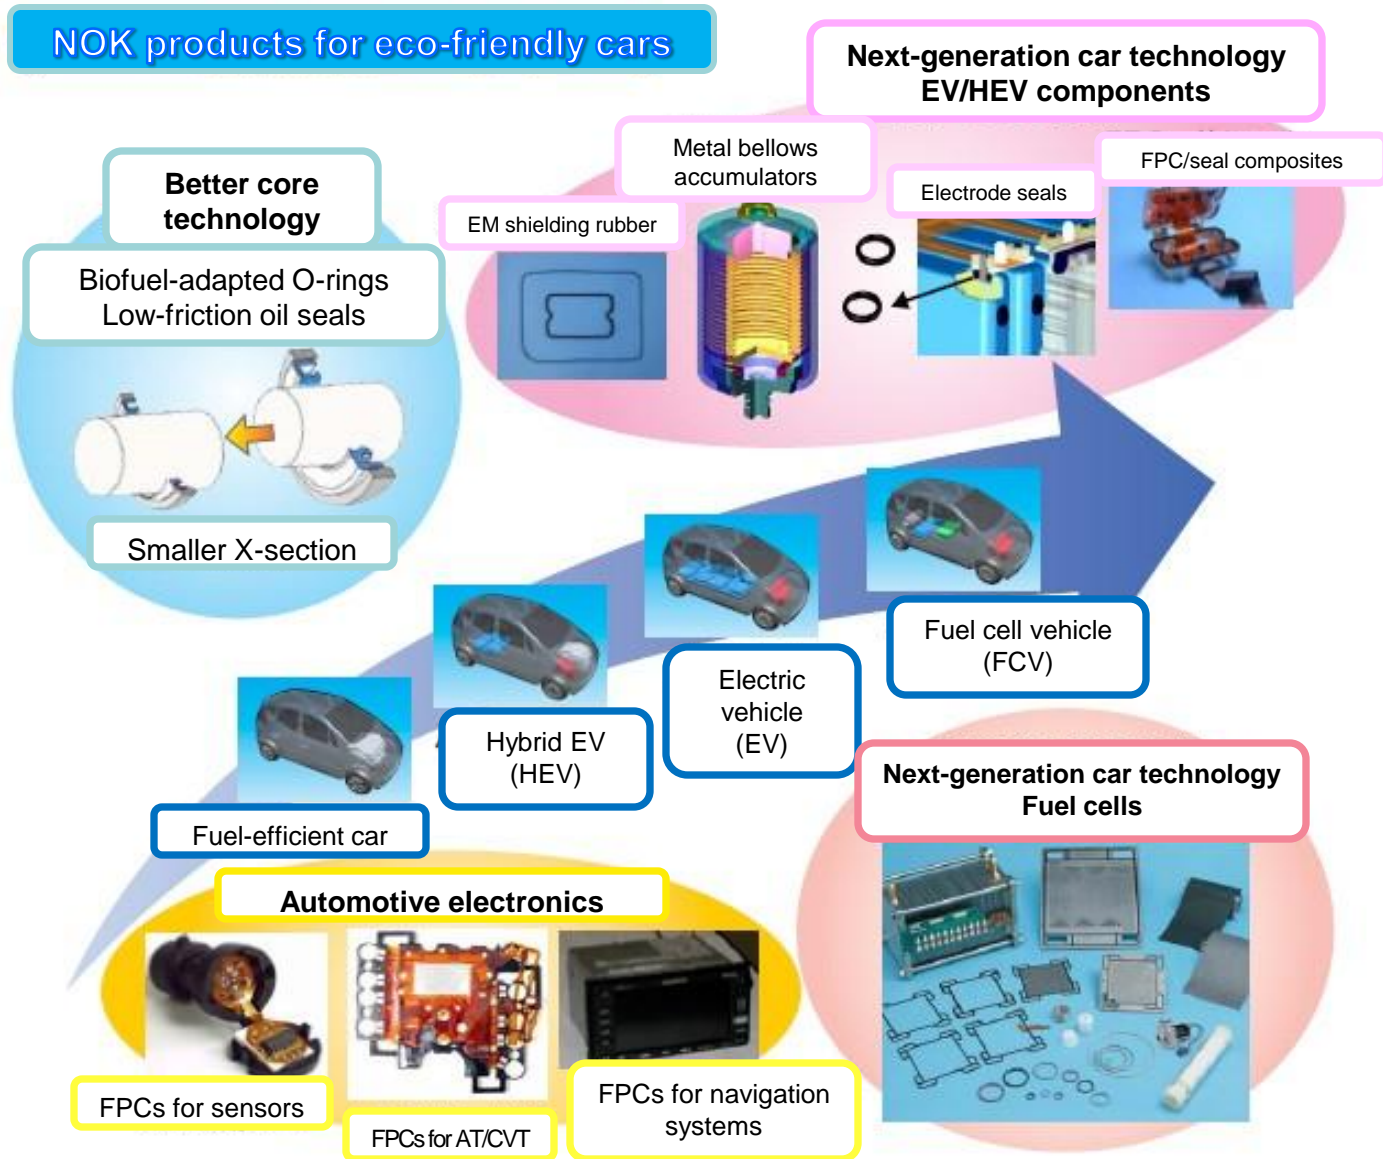 NOK products for eco-friendly cars
Next-generation car technology
EV/HEV components
Metal bellows
accumulators
FPC/seal composites
Electrode seals
EM shielding rubber
Better core
technology
Biofuel-adapted O-rings
Low-friction oil seals
Smaller X-section
Fuel cell vehicle
(FCV)
Electric
vehicle
(EV)
Hybrid EV
(HEV)
Fuel-efficient car
Next-generation car technology
Fuel cells
Automotive electronics
FPCs for sensors
FPCs for AT/CVT
FPCs for navigation
systems